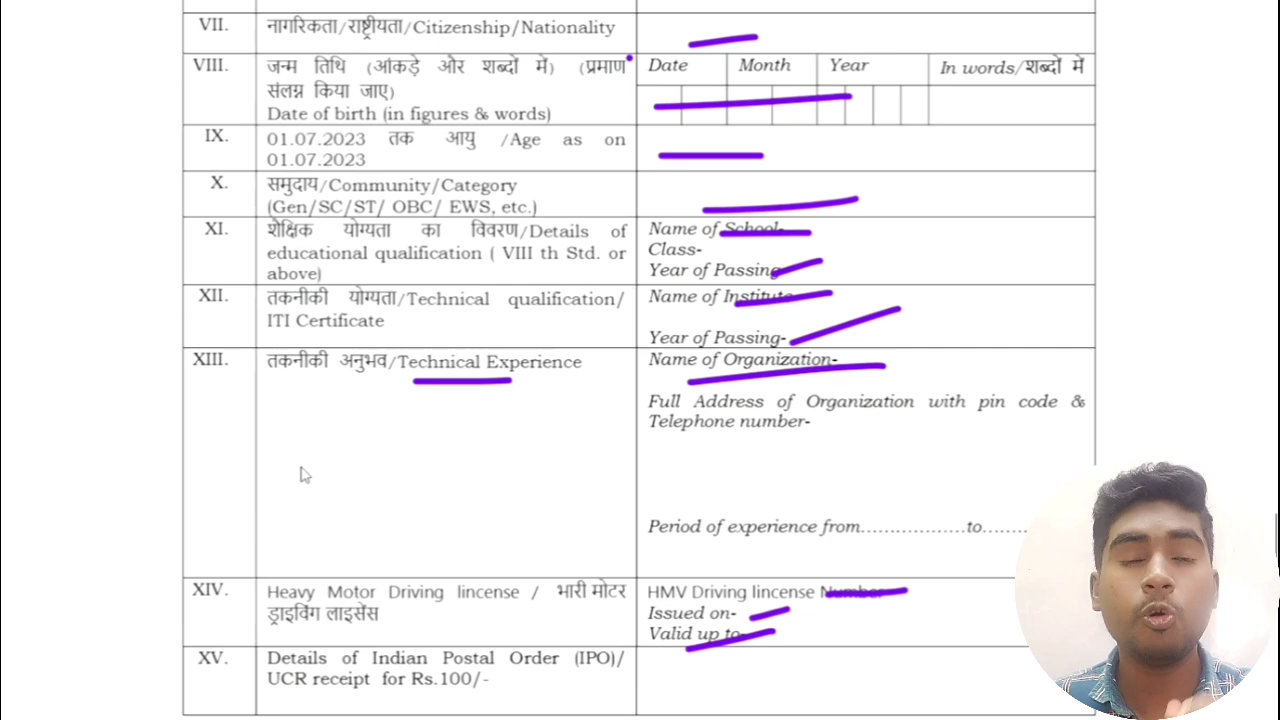 VII. नागरिकता/राष्ट्रीयता/Citizenship/Nationality
VIII. जन्म तिथि (आंकड़े और शब्दों में) (प्रमाण
संलग्न किया जाए)
Date of birth (in figures & words)
Date Month Year In words/शब्दों में
IX. 01.07.2023 तक आयु /Age as on
01.07.2023
X. समुदाय/Community/Category
(Gen/SC/ST/ OBC/ EWS, etc.)
XI. शैक्षिक योग्यता का विवरण/Details of
educational qualification ( VIII th Std. or
above)
Name of School-
Class-
Year of Passing
XII. तकनीकी योग्यता/Technical qualification/
ITI Certificate
Name of Institute
Year of Passing-
XIII. तकनीकी अनुभव/Technical Experience
Name of Organization-
Full Address of Organization with pin code &
Telephone number-
Period of experience from..................to........
XIV. Heavy Motor Driving lincense / भारी मोटर
ड्राइविंग लाइसेंस
HMV Driving lincense Number
Issued on-
Valid up to-
XV. Details of Indian Postal Order (IPO)/
UCR receipt for Rs.100/-